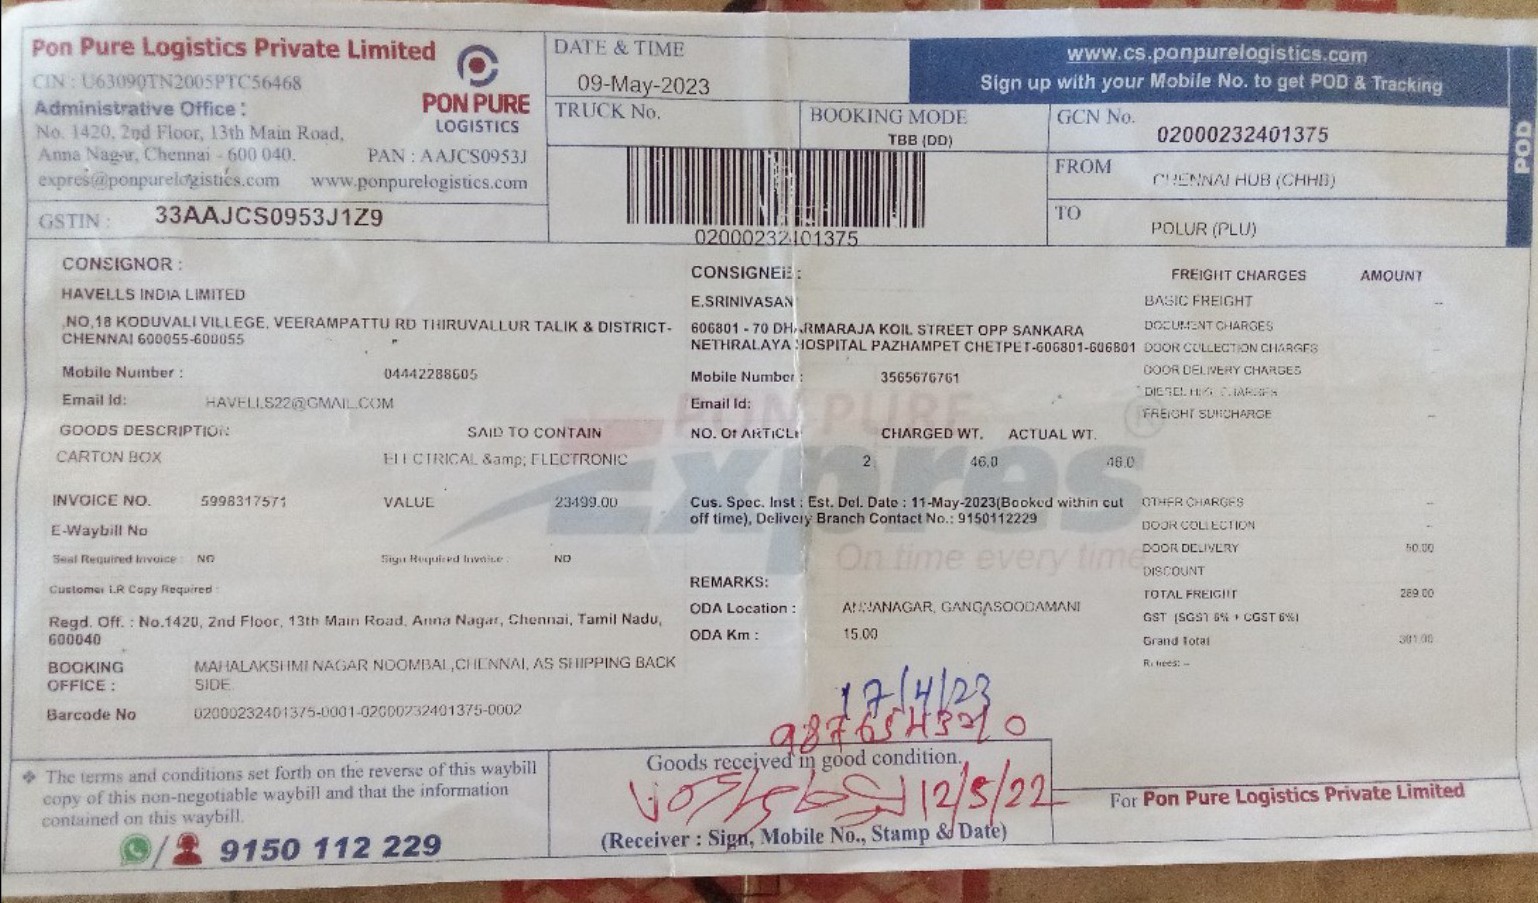 Pon Pure Logistics Private Limited
CIN : U63090TN2005PTC56468
Administrative Office :
No. 1420, 2nd Floor, 13th Main Road,
Anna Nagar, Chennai - 600 040.
PAN : AAJCS0953J
expres@ponpurelogistics.com www.ponpurelogistics.com
PON PURE
LOGISTICS
GSTIN : 33AAJCS0953J1Z9
DATE & TIME
09-May-2023
TRUCK No.
BOOKING MODE
TBB (DD)
02000232401375
www.cs.ponpurelogistics.com
Sign up with your Mobile No. to get POD & Tracking
GCN No. 02000232401375
FROM CHENNAI HUB (CHHB)
TO POLUR (PLU)
POD
CONSIGNOR :
HAVELLS INDIA LIMITED
NO,18 KODUVALI VILLEGE, VEERAMPATTU RD THIRUVALLUR TALIK & DISTRICT-
CHENNAI 600055-600055
Mobile Number : 04442288605
Email Id: HAVELLS22@GMAIL.COM
GOODS DESCRIPTION: SAID TO CONTAIN
CARTON BOX ELECTRICAL &amp; ELECTRONIC
INVOICE NO. 5998317571 VALUE 23499.00
E-Waybill No
Seal Required Invoice : NO Sign Required Invoice : NO
Customer LR Copy Required :
Regd. Off. : No.1420, 2nd Floor, 13th Main Road, Anna Nagar, Chennai, Tamil Nadu,
600040
BOOKING OFFICE : MAHALAKSHMI NAGAR NOOMBAL,CHENNAI, AS SHIPPING BACK
SIDE
Barcode No 02000232401375-0001-02000232401375-0002
CONSIGNEE :
E.SRINIVASAN
606801 - 70 DHARMARAJA KOIL STREET OPP SANKARA
NETHRALAYA HOSPITAL PAZHAMPET CHETPET-606801-606801
Mobile Number : 3565676761
Email Id:
NO. Of ARTICLE CHARGED WT. ACTUAL WT.
2 46.0 46.0
PON PURE
Expres ®
On time every time
Cus. Spec. Inst : Est. Del. Date : 11-May-2023(Booked within cut
off time), Delivery Branch Contact No.: 9150112229
REMARKS:
ODA Location : ANNANAGAR, GANGASOODAMANI
ODA Km : 15.00
FREIGHT CHARGES AMOUNT
BASIC FREIGHT --
DOCUMENT CHARGES
DOOR COLLECTION CHARGES
DOOR DELIVERY CHARGES
FREIGHT SURCHARGE
OTHER CHARGES
DOOR COLLECTION
DOOR DELIVERY 50.00
DISCOUNT
TOTAL FREIGHT 289.00
GST (SGST 6% + CGST 6%)
Grand Total 301.00
Rupees: --
17/4/23
9876543210
Goods received in good condition.
12/5/22
(Receiver : Sign, Mobile No., Stamp & Date)
❖ The terms and conditions set forth on the reverse of this waybill
copy of this non-negotiable waybill and that the information
contained on this waybill.
9150 112 229
For Pon Pure Logistics Private Limited